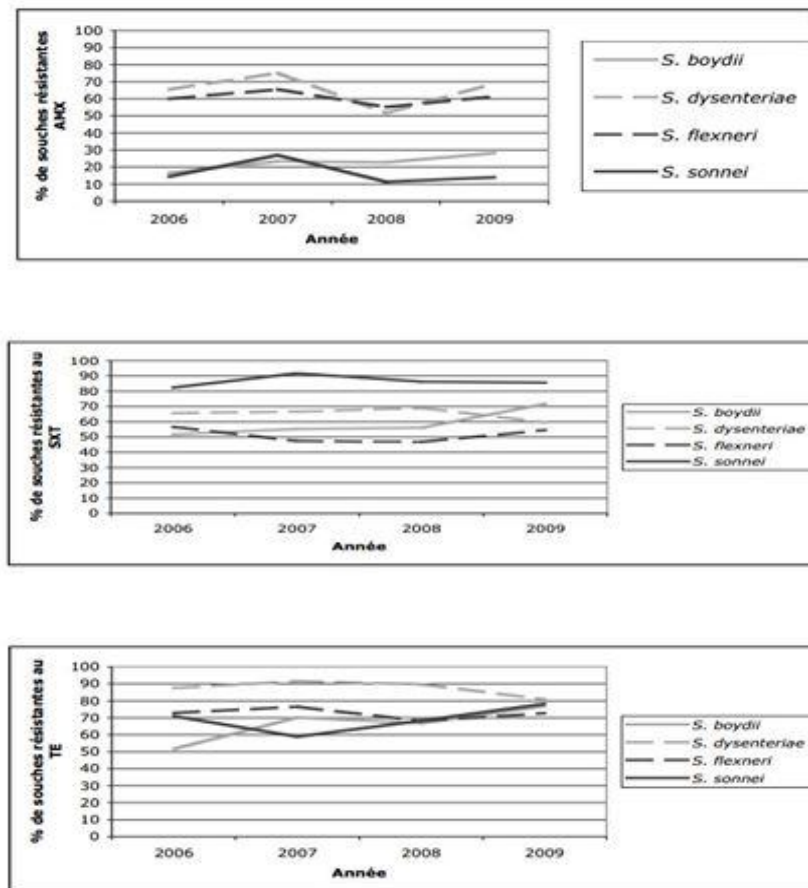 % de souches résistantes
AMX
100
90
80
70
60
50
40
30
20
10
0
2006 2007 2008 2009
Année
S. boydii
S. dysenteriae
S. flexneri
S. sonnei
% de souches résistantes au
SXT
100
90
80
70
60
50
40
30
20
10
0
2006 2007 2008 2009
Année
S. boydii
S. dysenteriae
S. flexneri
S. sonnei
% de souches résistantes au
TE
100
90
80
70
60
50
40
30
20
10
0
2006 2007 2008 2009
Année
S. boydii
S. dysenteriae
S. flexneri
S. sonnei